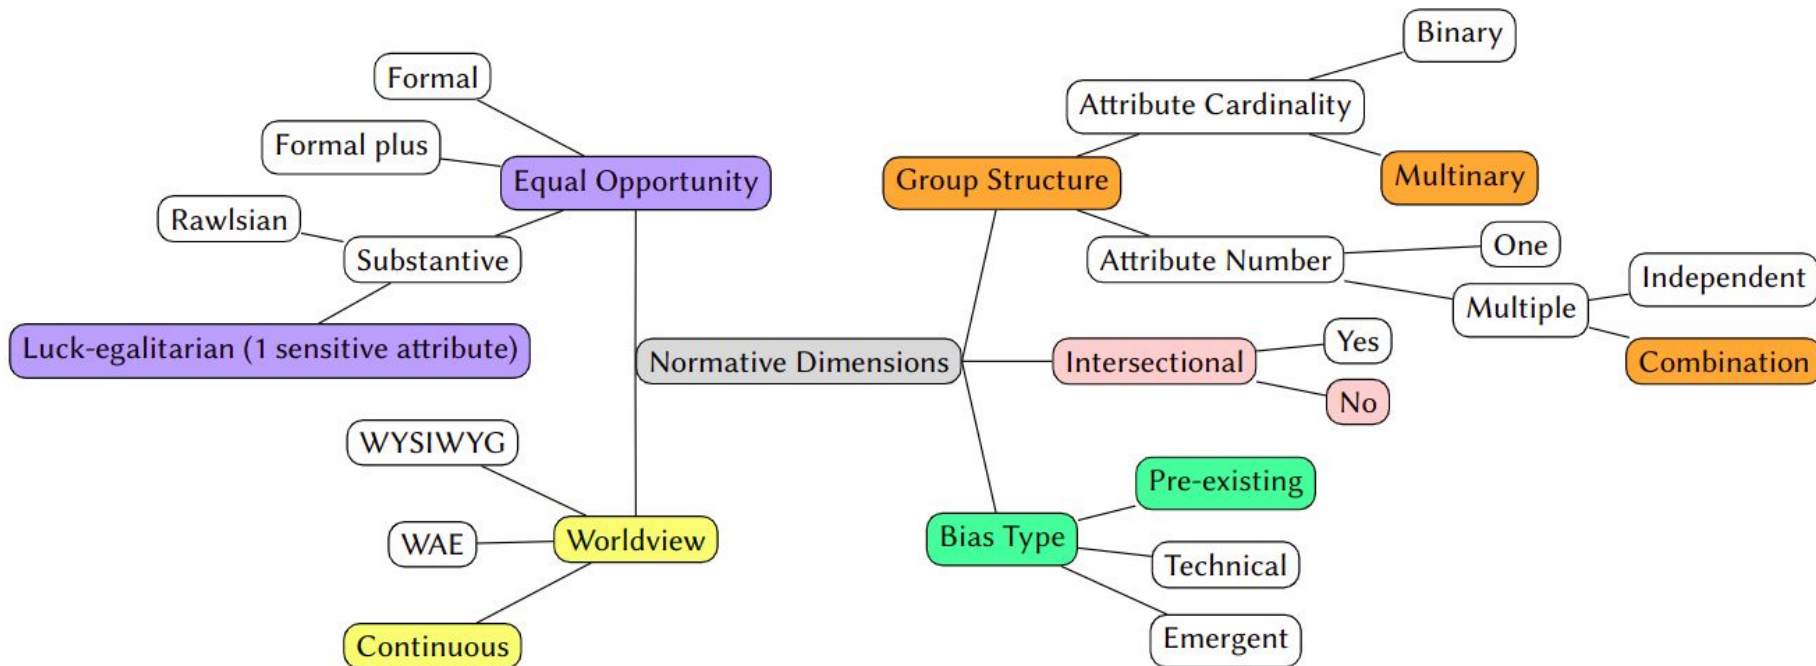 Formal
Formal plus
Equal Opportunity
Rawlsian
Substantive
Luck-egalitarian (1 sensitive attribute)
Normative Dimensions
WYSIWYG
WAE
Worldview
Continuous
Binary
Attribute Cardinality
Multinary
Group Structure
Attribute Number
One
Multiple
Independent
Combination
Intersectional
Yes
No
Pre-existing
Bias Type
Technical
Emergent